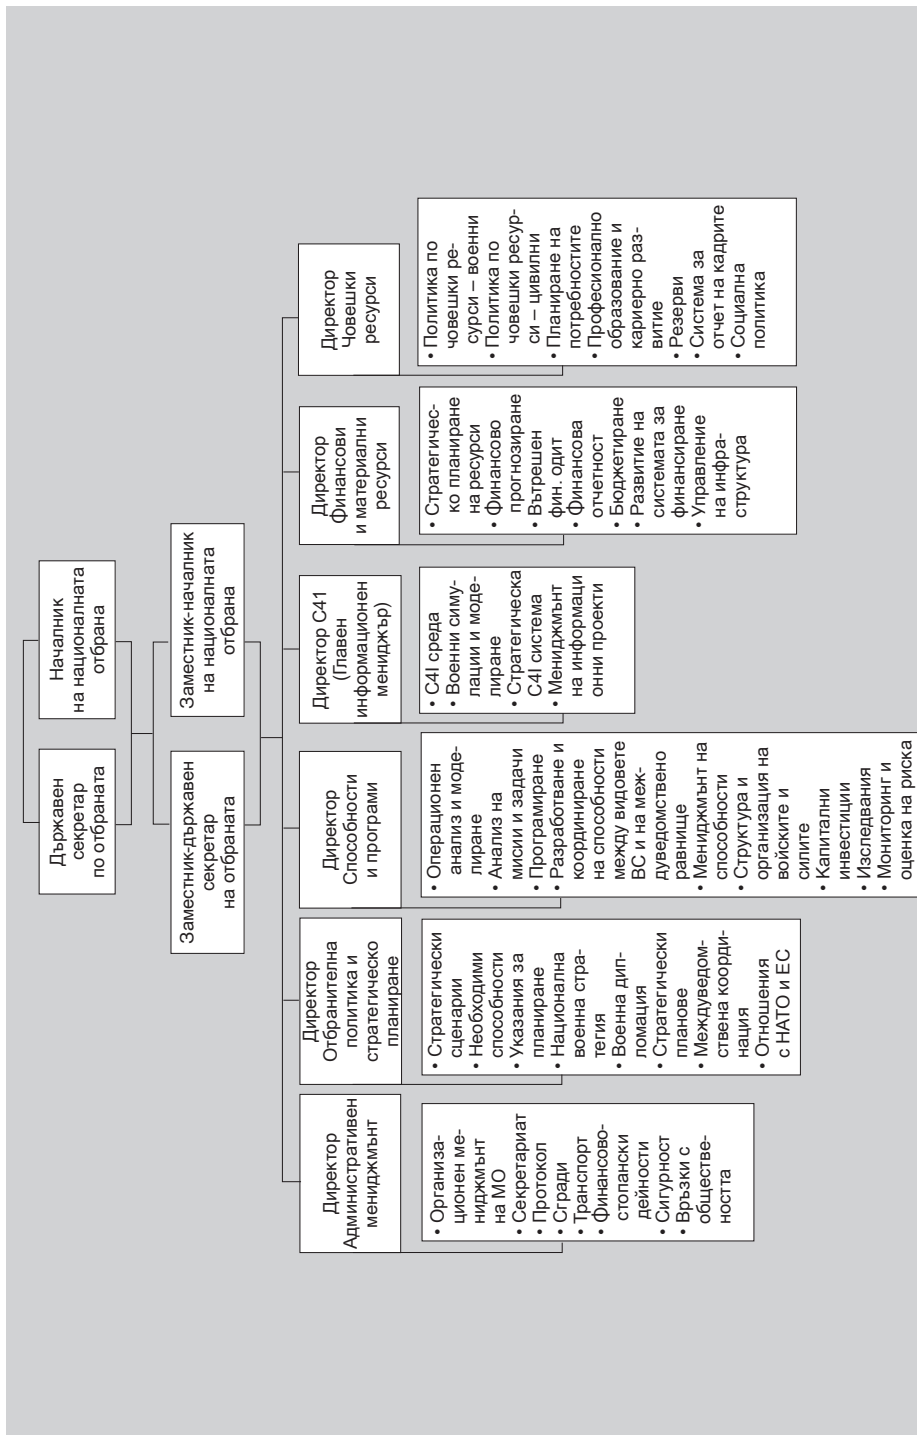 Държавен
секретар
по отбраната
Началник
на националната
отбрана
Заместник-държавен
секретар
на отбраната
Заместник-началник
на националната
отбрана
Директор
Административен
мениджмънт
Директор
Отбранителна
политика и
стратегическо
планиране
Директор
Способности
и програми
Директор С41
(Главен
информационен
мениджър)
Директор
Финансови
и материални
ресурси
Директор
Човешки
ресурси
• Организа-
ционен ме-
ниджмънт
на МО
• Секретариат
• Протокол
• Сгради
• Транспорт
• Финансово-
стопански
дейности
• Сигурност
• Връзки с
обществе-
ността
• Стратегически
сценарии
• Необходими
способности
• Указания за
планиране
• Национална
военна стра-
тегия
• Военна дип-
ломация
• Стратегически
планове
• Междуведом-
ствена коорди-
нация
• Отношения
с НАТО и ЕС
• Операционен
анализ и моде-
лиране
• Анализ на
мисии и задачи
• Програмиране
• Разработване и
координиране
на способности
между видовете
ВС и на меж-
дуведомствено
равнище
• Мениджмънт на
способности
• Структура и
организация на
войските и
силите
• Капитални
инвестиции
• Изследвания
• Мониторинг и
оценка на риска
• C4I среда
• Военни симу-
лации и моде-
лиране
• Стратегическа
C4I система
• Мениджмънт
на информаци
онни проекти
• Стратегичес-
ко планиране
на ресурси
• Финансово
прогнозиране
• Вътрешен
фин. одит
• Финансова
отчетност
• Бюджетиране
• Развитие на
системата за
финансиране
• Управление
на инфра-
структура
• Политика по
човешки ре-
сурси – военни
• Политика по
човешки ресур-
си – цивилни
• Планиране на
потребностите
• Професионално
образование и
кариерно раз-
витие
• Резерви
• Система за
отчет на кадрите
• Социална
политика